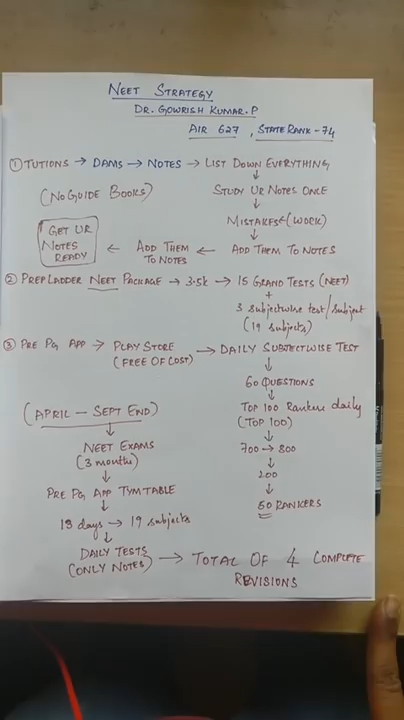 NEET STRATEGY
DR. GOWRISH KUMAR. P
AIR 627, STATE RANK - 74
① TUTIONS → DAMS → NOTES → LIST DOWN EVERYTHING
↓
(NO GUIDE BOOKS)
STUDY UR NOTES ONCE
↓
MISTAKES ← (WORK)
↓
ADD THEM TO NOTES
← ADD THEM TO NOTES
← GET UR NOTES READY
② PREPLADDER NEET PACKAGE → 3.5K → 15 GRAND TESTS (NEET)
+
3 subjectwise test/subject
(19 subjects)
③ PRE PG APP → PLAY STORE (FREE OF COST) → DAILY SUBJECTWISE TEST
↓
60 QUESTIONS
↓
TOP 100 Rankers daily
(TOP 100)
↓
700 → 800
↓
200
↓
50 RANKERS
(APRIL - SEPT END)
↓
NEET EXAMS
(3 months)
↓
PRE PG APP TYMTABLE
↓
18 days → 19 subjects
↓
DAILY TESTS
(ONLY NOTES) → TOTAL OF 4 COMPLETE
REVISIONS